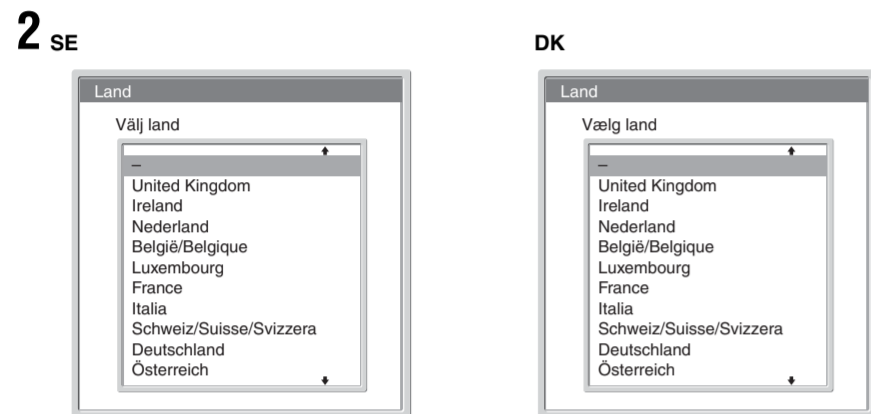 2 SE
Land
Välj land
–
United Kingdom
Ireland
Nederland
België/Belgique
Luxembourg
France
Italia
Schweiz/Suisse/Svizzera
Deutschland
Österreich
DK
Land
Vælg land
–
United Kingdom
Ireland
Nederland
België/Belgique
Luxembourg
France
Italia
Schweiz/Suisse/Svizzera
Deutschland
Österreich